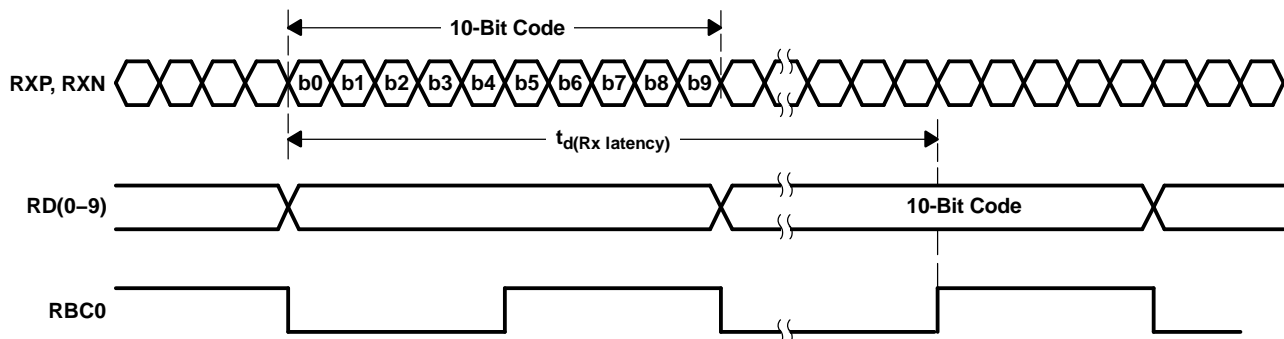 10-Bit Code
RXP, RXN
b0 b1 b2 b3 b4 b5 b6 b7 b8 b9
td(Rx latency)
RD(0–9)
10-Bit Code
RBC0